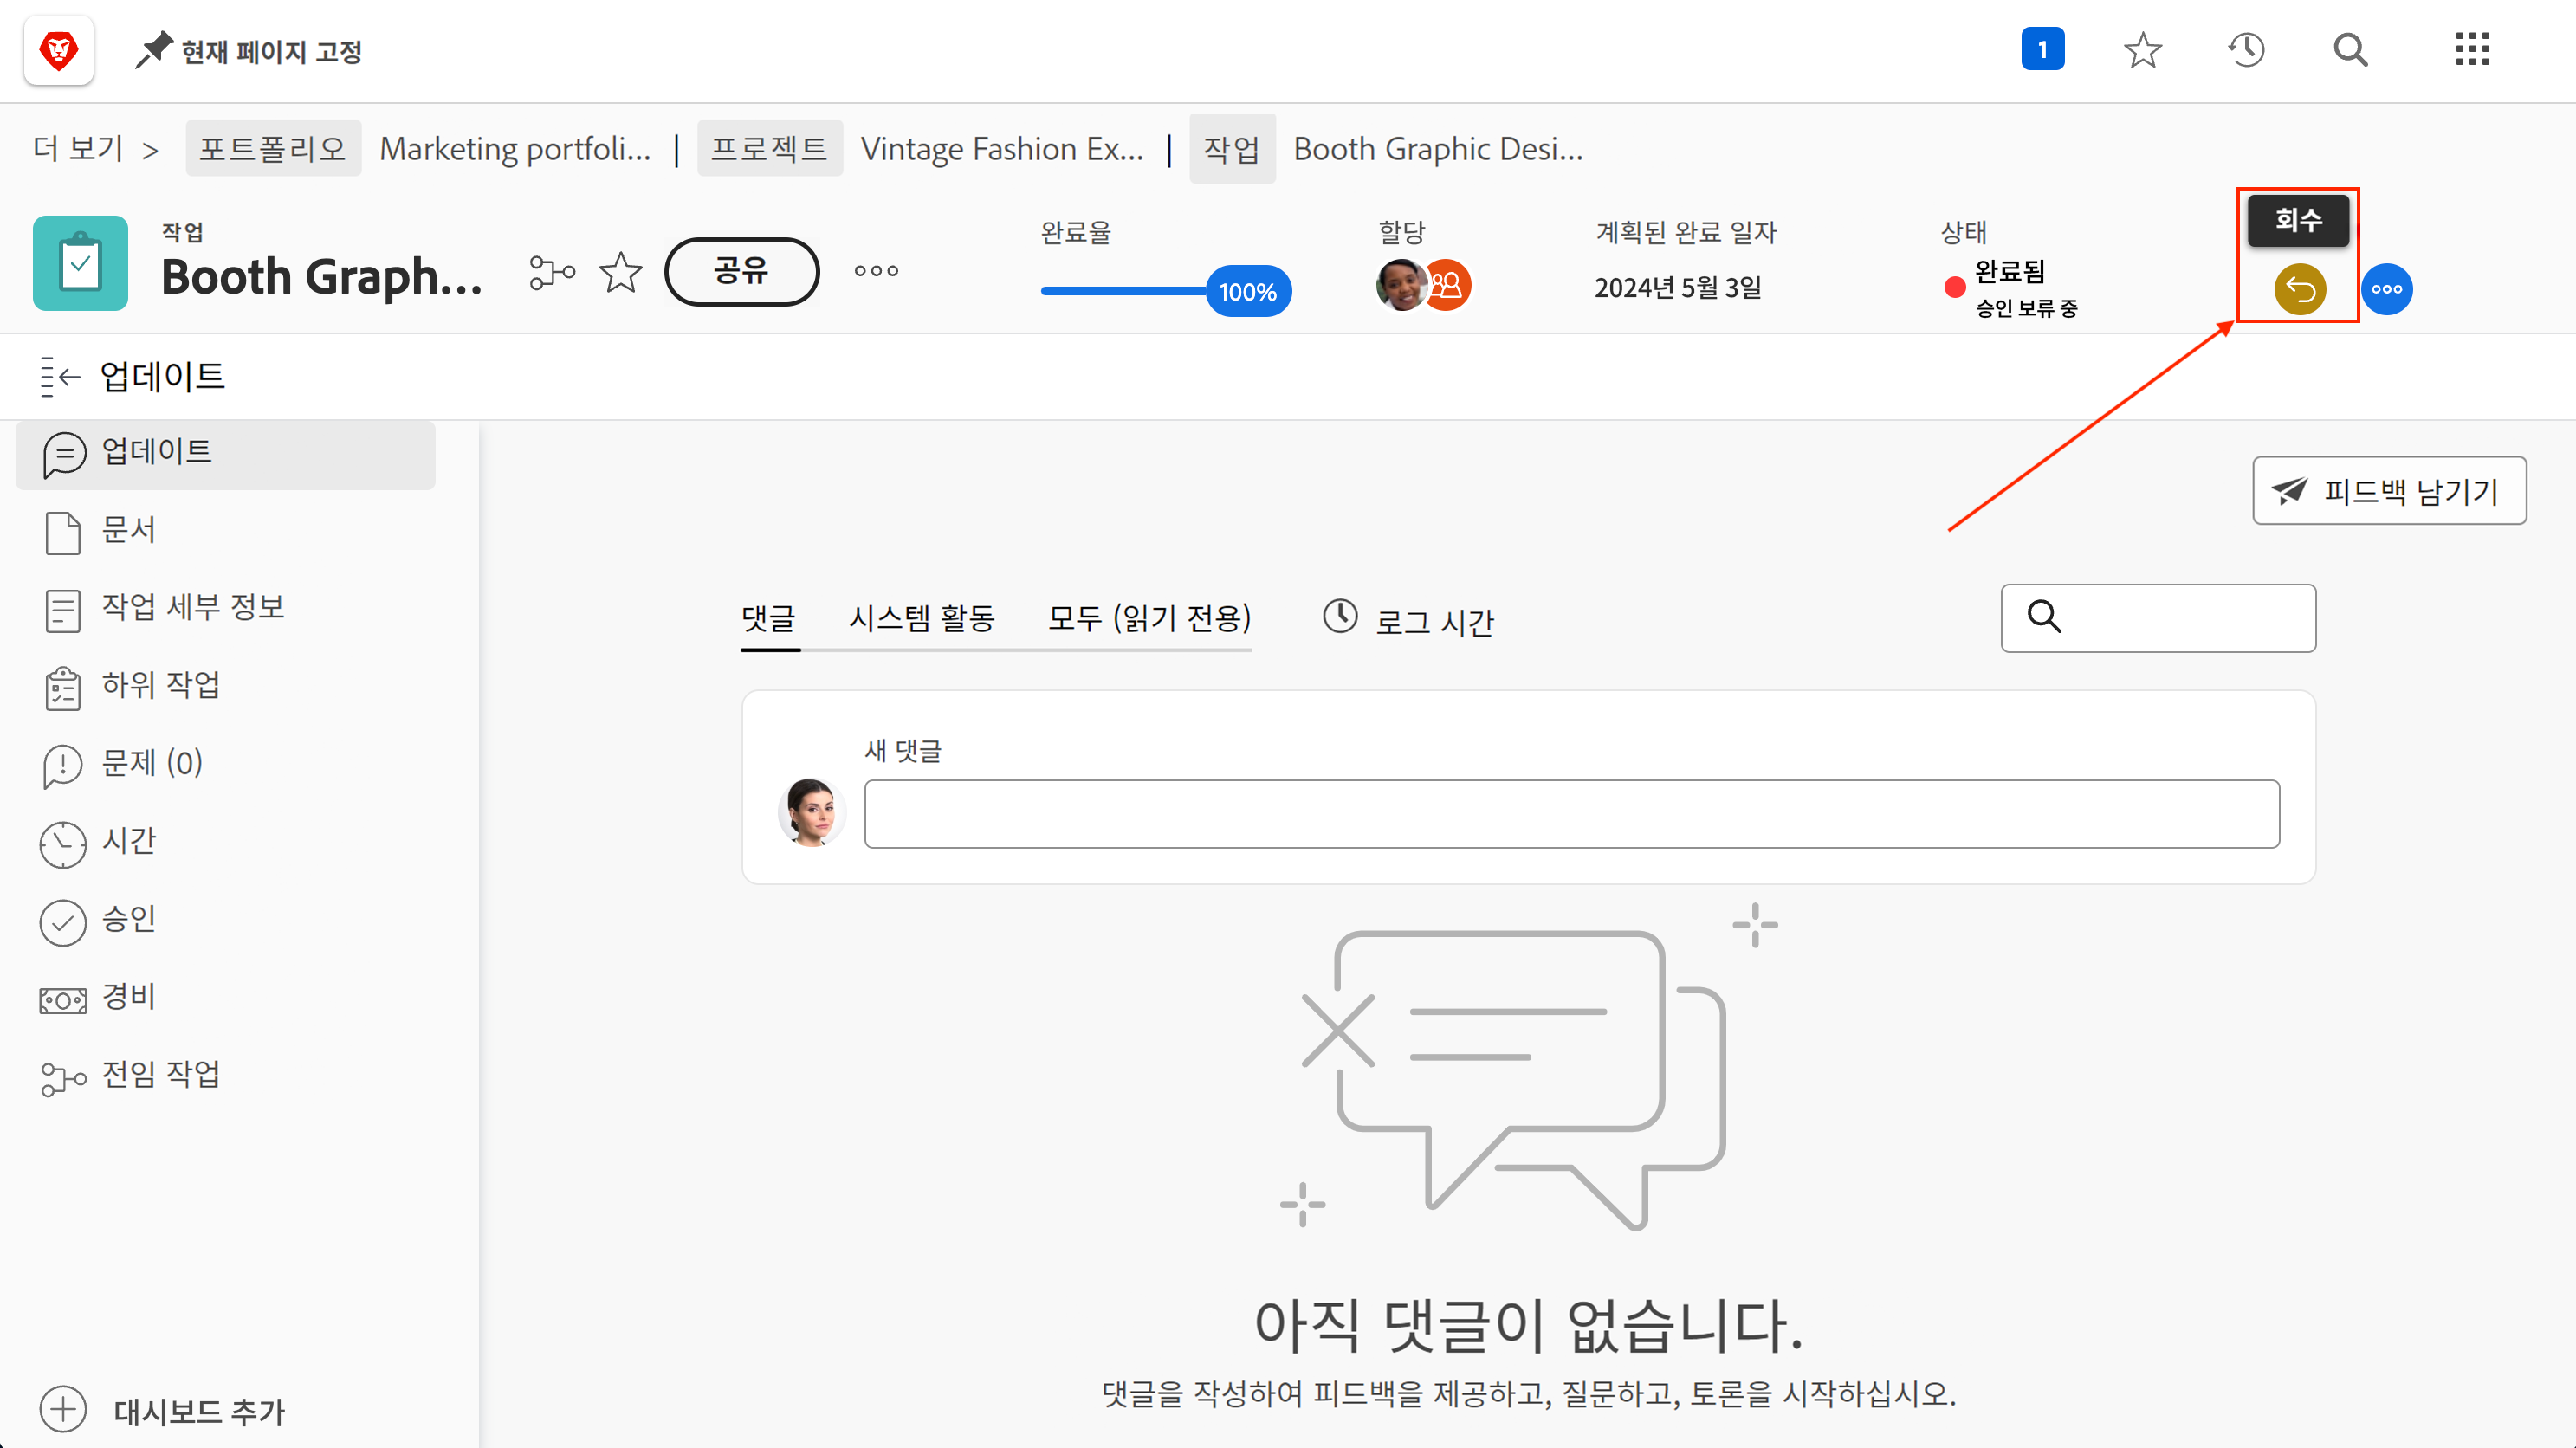 현재 페이지 고정
1
더 보기 > 포트폴리오 Marketing portfoli... | 프로젝트 Vintage Fashion Ex... | 작업 Booth Graphic Desi...
작업
Booth Graph...
공유
완료율
100%
할당
계획된 완료 일자
2024년 5월 3일
상태
완료됨
승인 보류 중
회수
업데이트
업데이트
문서
작업 세부 정보
하위 작업
문제 (0)
시간
승인
경비
전임 작업
대시보드 추가
피드백 남기기
댓글 시스템 활동 모두 (읽기 전용) 로그 시간
새 댓글
아직 댓글이 없습니다.
댓글을 작성하여 피드백을 제공하고, 질문하고, 토론을 시작하십시오.